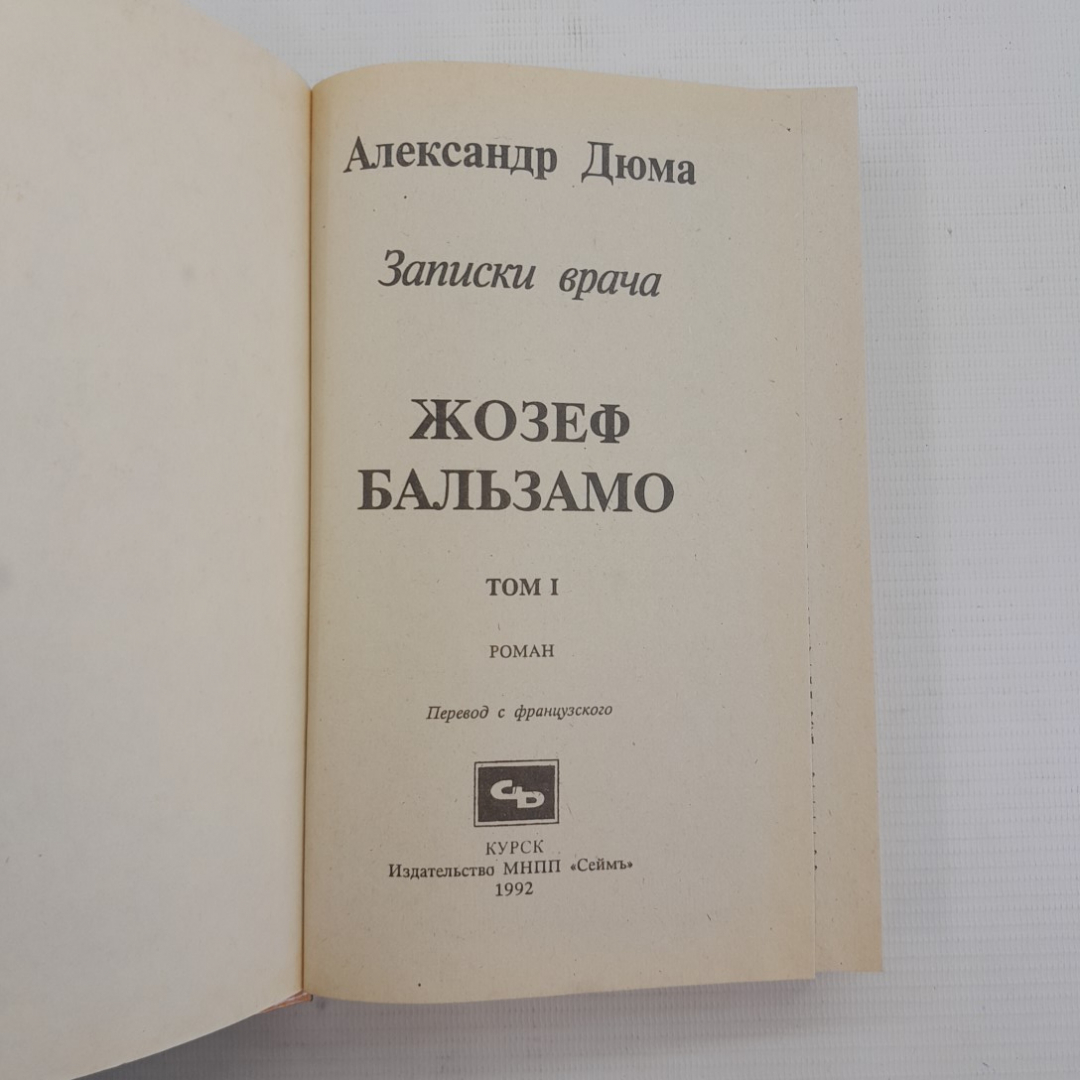 Александр Дюма
Записки врача
ЖОЗЕФ
БАЛЬЗАМО
ТОМ I
РОМАН
Перевод с французского
КУРСК
Издательство МНПП «Сеймъ»
1992